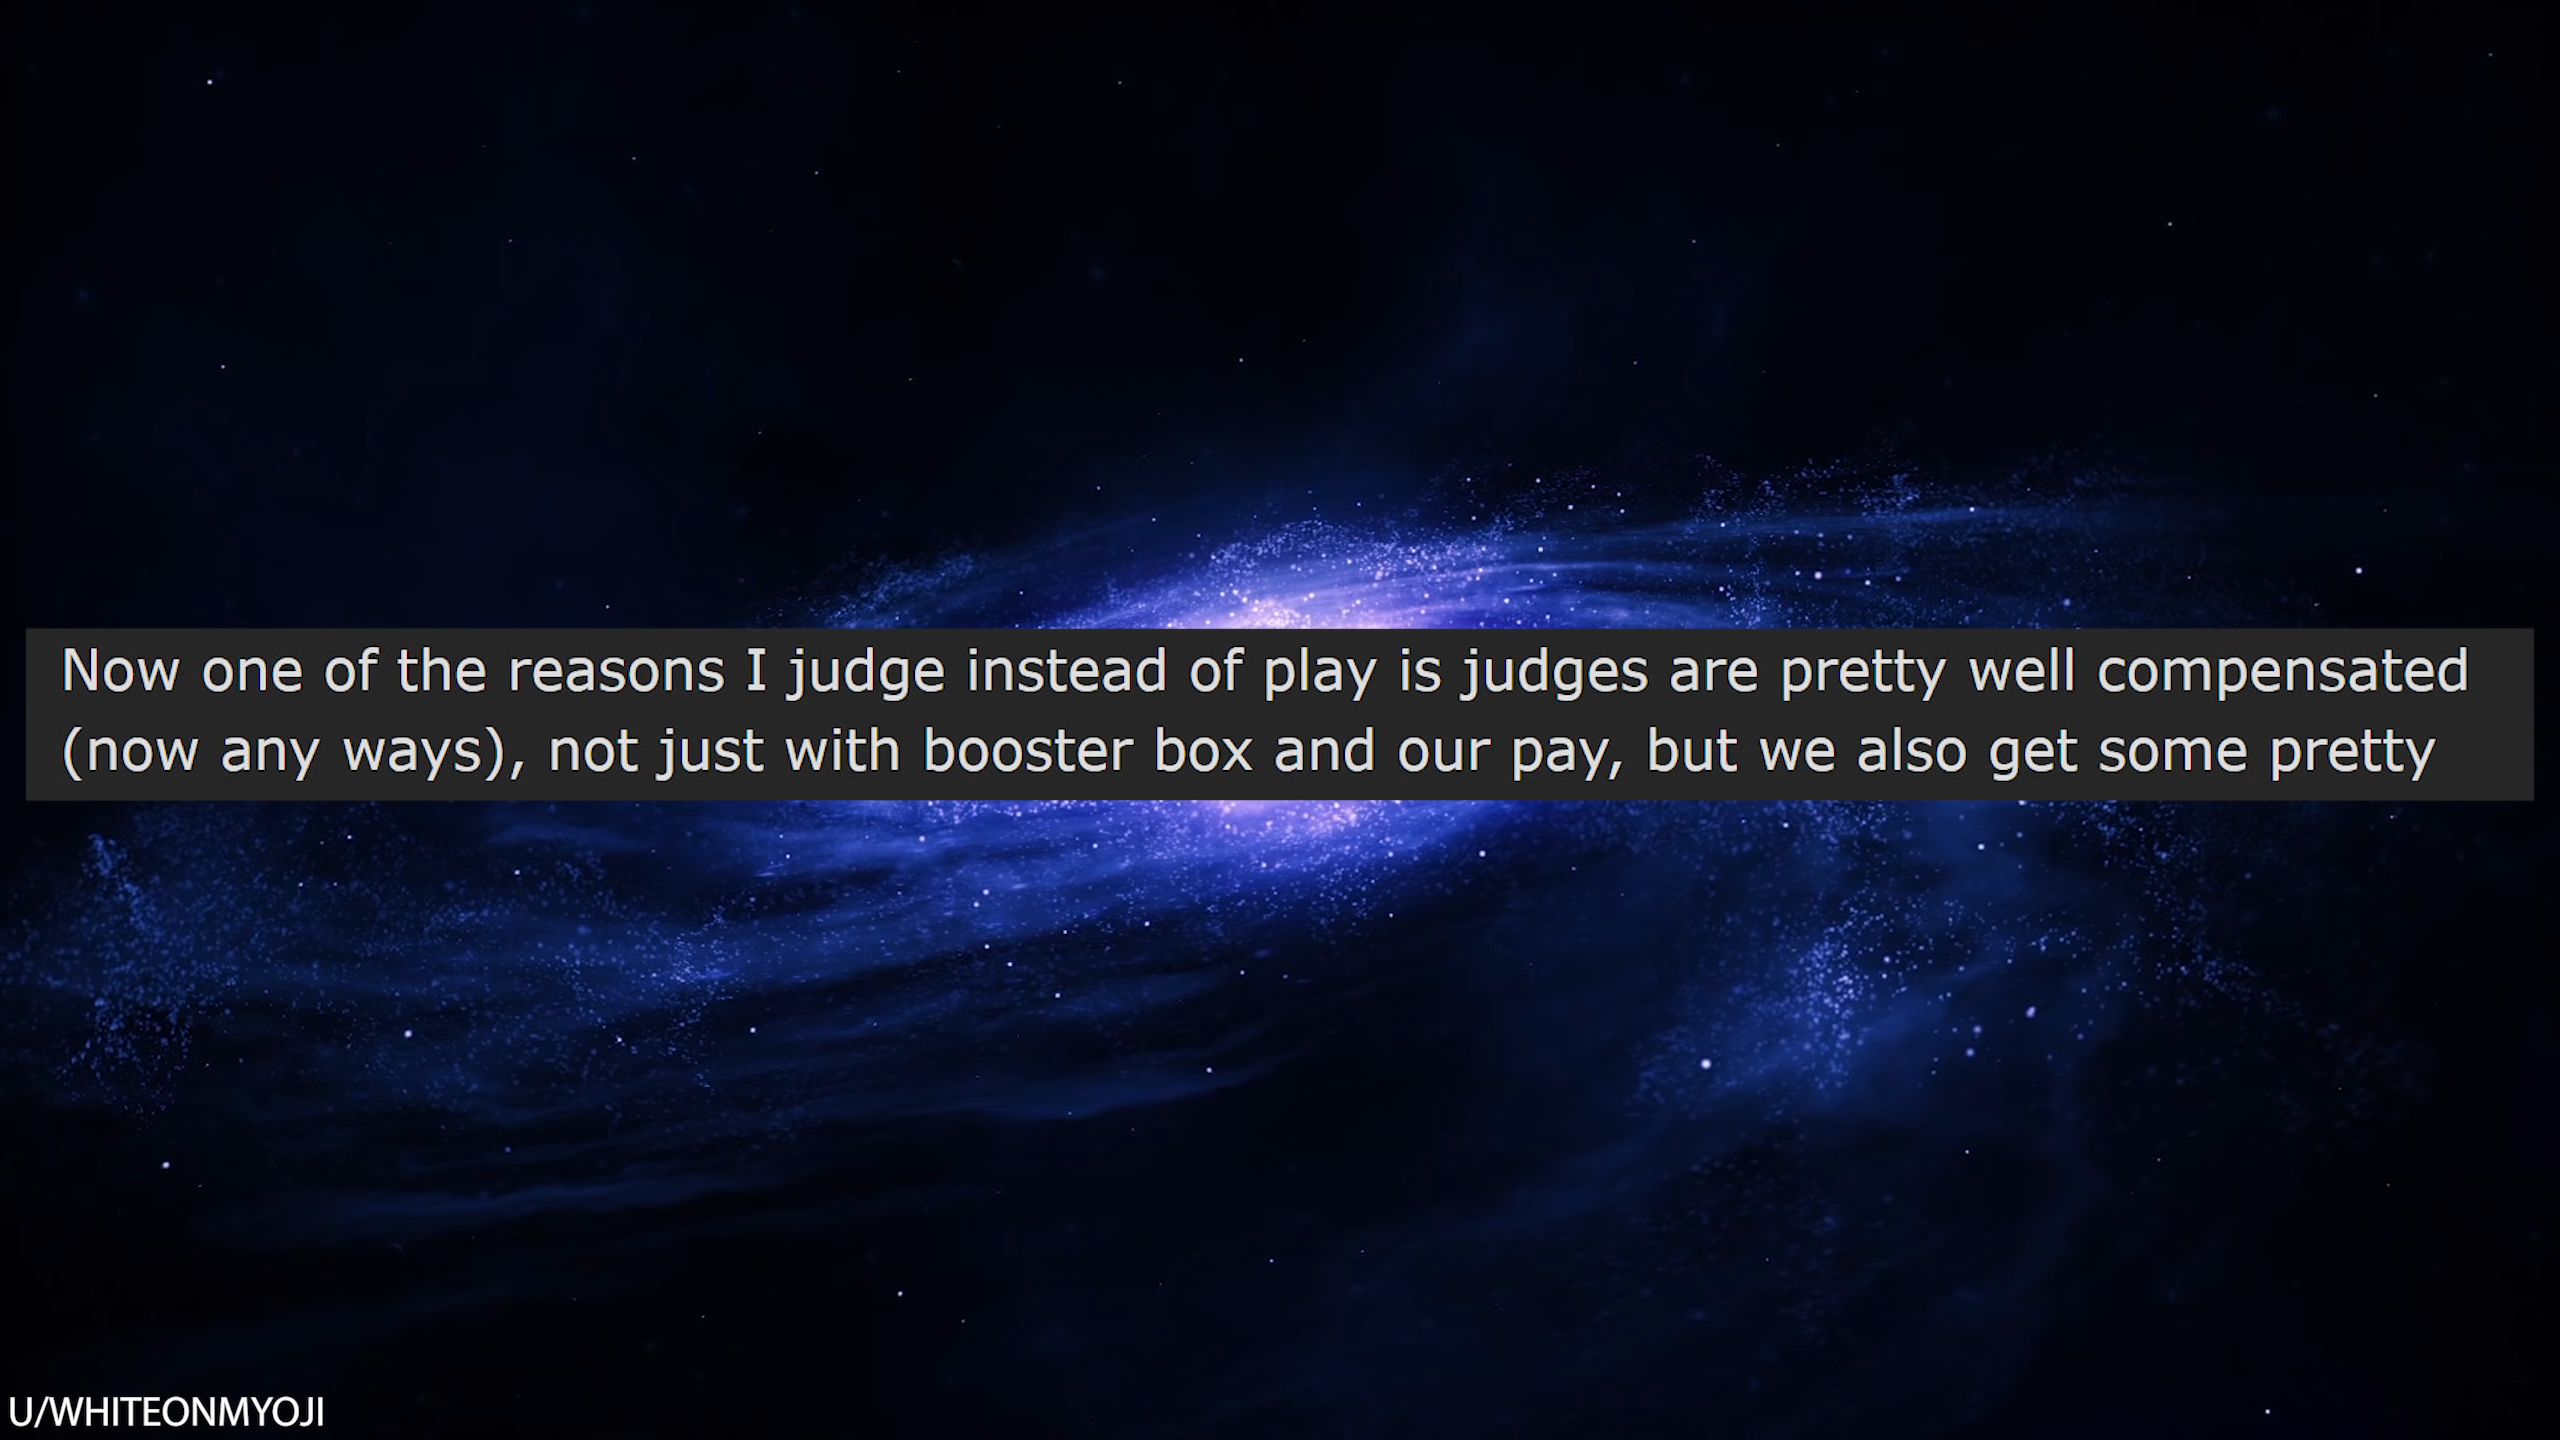 Now one of the reasons I judge instead of play is judges are pretty well compensated
(now any ways), not just with booster box and our pay, but we also get some pretty
U/WHITEONMYOJI